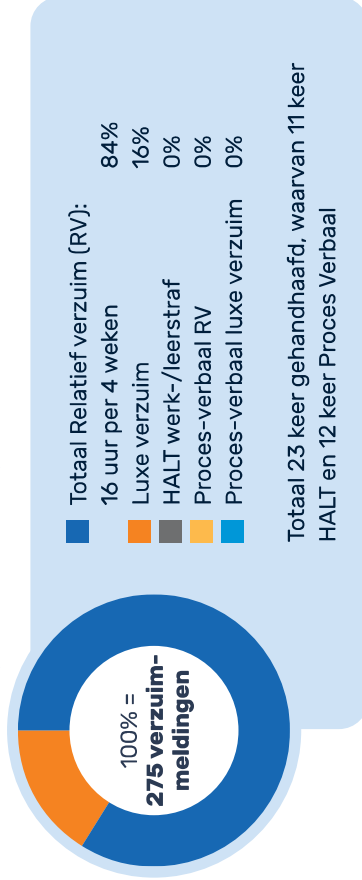 100% =
275 verzuim-
meldingen
Totaal Relatief verzuim (RV):
16 uur per 4 weken 84%
Luxe verzuim 16%
HALT werk-/leerstraf 0%
Proces-verbaal RV 0%
Proces-verbaal luxe verzuim 0%
Totaal 23 keer gehandhaafd, waarvan 11 keer
HALT en 12 keer Proces Verbaal